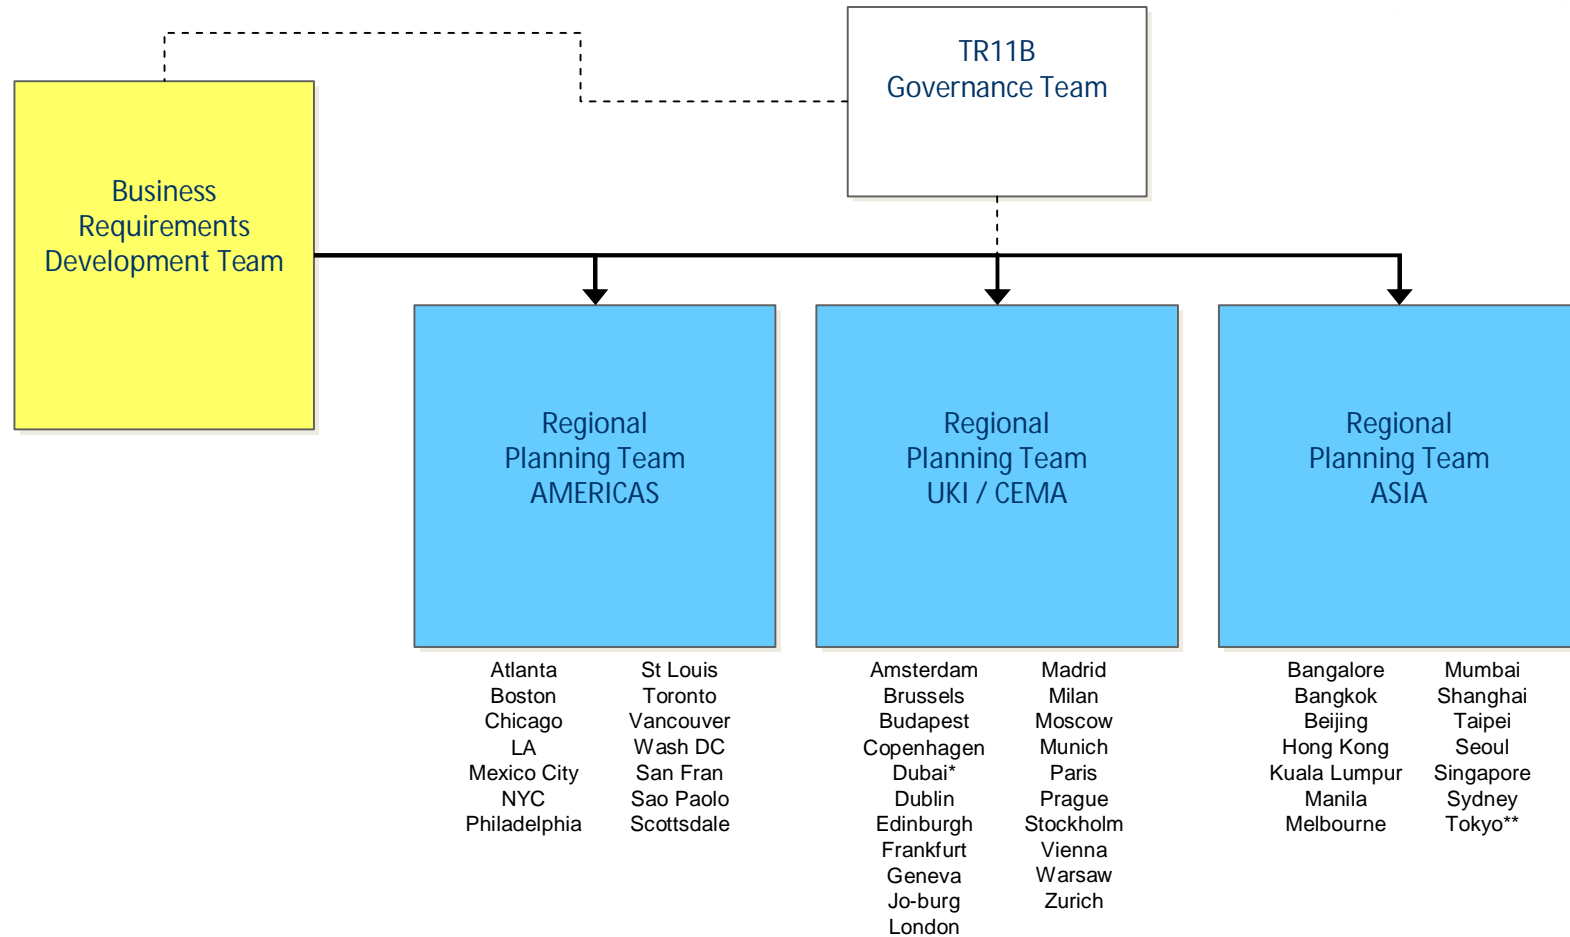 TR11B
Governance Team
Business
Requirements
Development Team
Regional
Planning Team
AMERICAS
Regional
Planning Team
UKI / CEMA
Regional
Planning Team
ASIA
Atlanta
Boston
Chicago
LA
Mexico City
NYC
Philadelphia
St Louis
Toronto
Vancouver
Wash DC
San Fran
Sao Paolo
Scottsdale
Amsterdam
Brussels
Budapest
Copenhagen
Dubai*
Dublin
Edinburgh
Frankfurt
Geneva
Jo-burg
London
Madrid
Milan
Moscow
Munich
Paris
Prague
Stockholm
Vienna
Warsaw
Zurich
Bangalore
Bangkok
Beijing
Hong Kong
Kuala Lumpur
Manila
Melbourne
Mumbai
Shanghai
Taipei
Seoul
Singapore
Sydney
Tokyo**